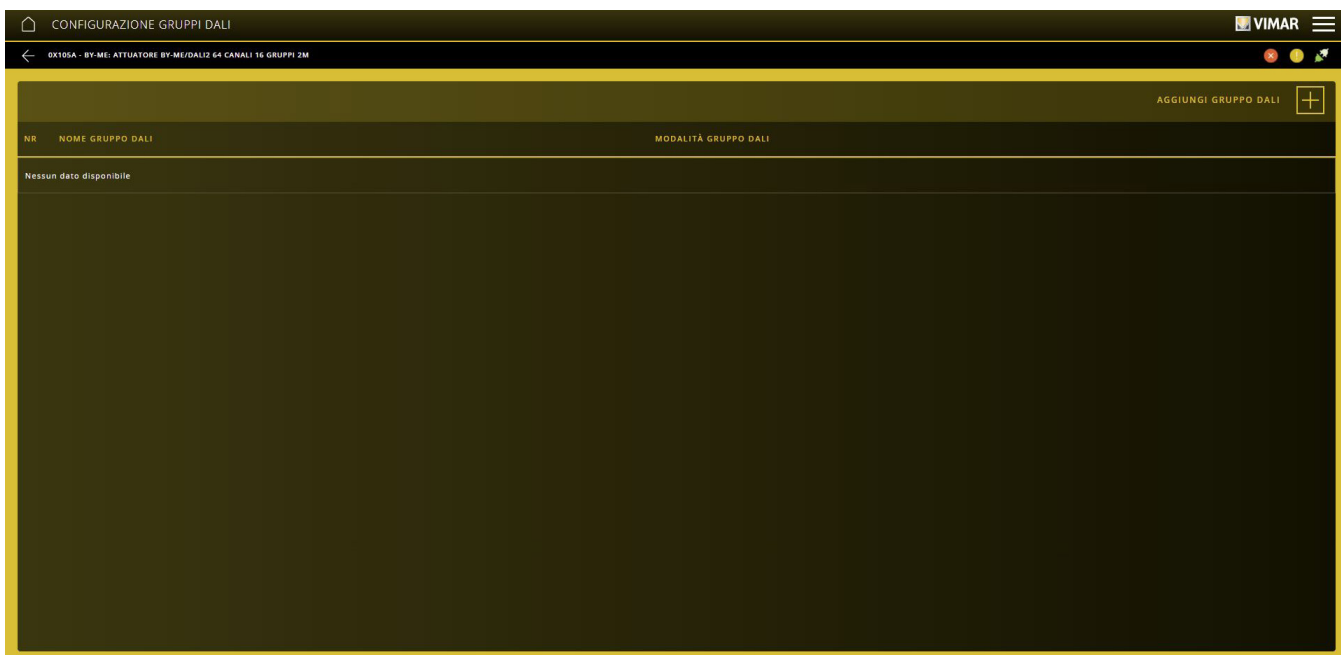 CONFIGURAZIONE GRUPPI DALI
VIMAR
0X105A - BY-ME: ATTUATORE BY-ME/DALI2 64 CANALI 16 GRUPPI 2M
AGGIUNGI GRUPPO DALI
NR NOME GRUPPO DALI MODALITÀ GRUPPO DALI
Nessun dato disponibile